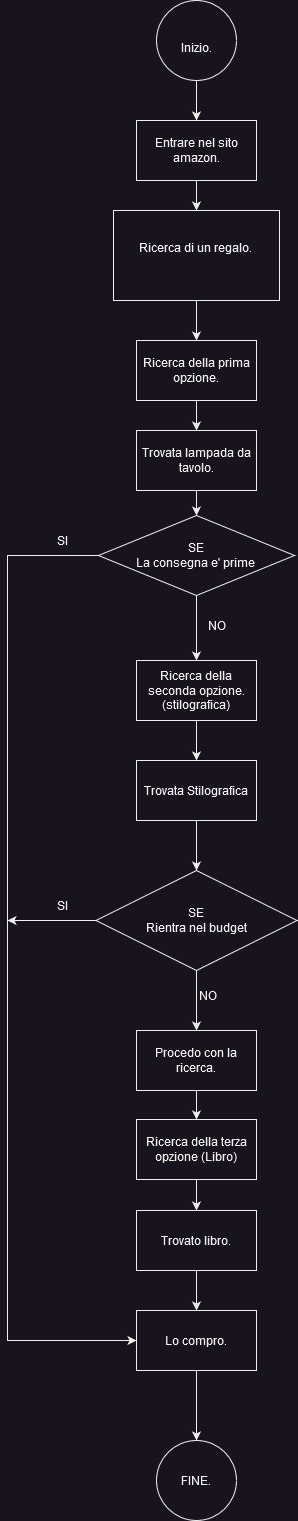 Inizio.
Entrare nel sito
amazon.
Ricerca di un regalo.
Ricerca della prima
opzione.
Trovata lampada da
tavolo.
SI
SE
La consegna e' prime
NO
Ricerca della
seconda opzione.
(stilografica)
Trovata Stilografica
SI
SE
Rientra nel budget
NO
Procedo con la
ricerca.
Ricerca della terza
opzione (Libro)
Trovato libro.
Lo compro.
FINE.